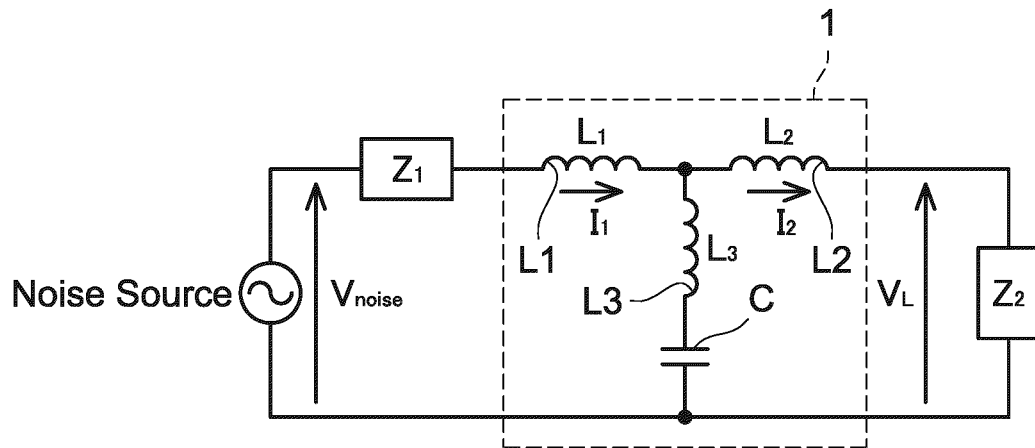 1
L₁
L₂
Z₁
I₁
I₂
L1
L₃
L2
Noise Source
Vnoise
L3
C
VL
Z₂